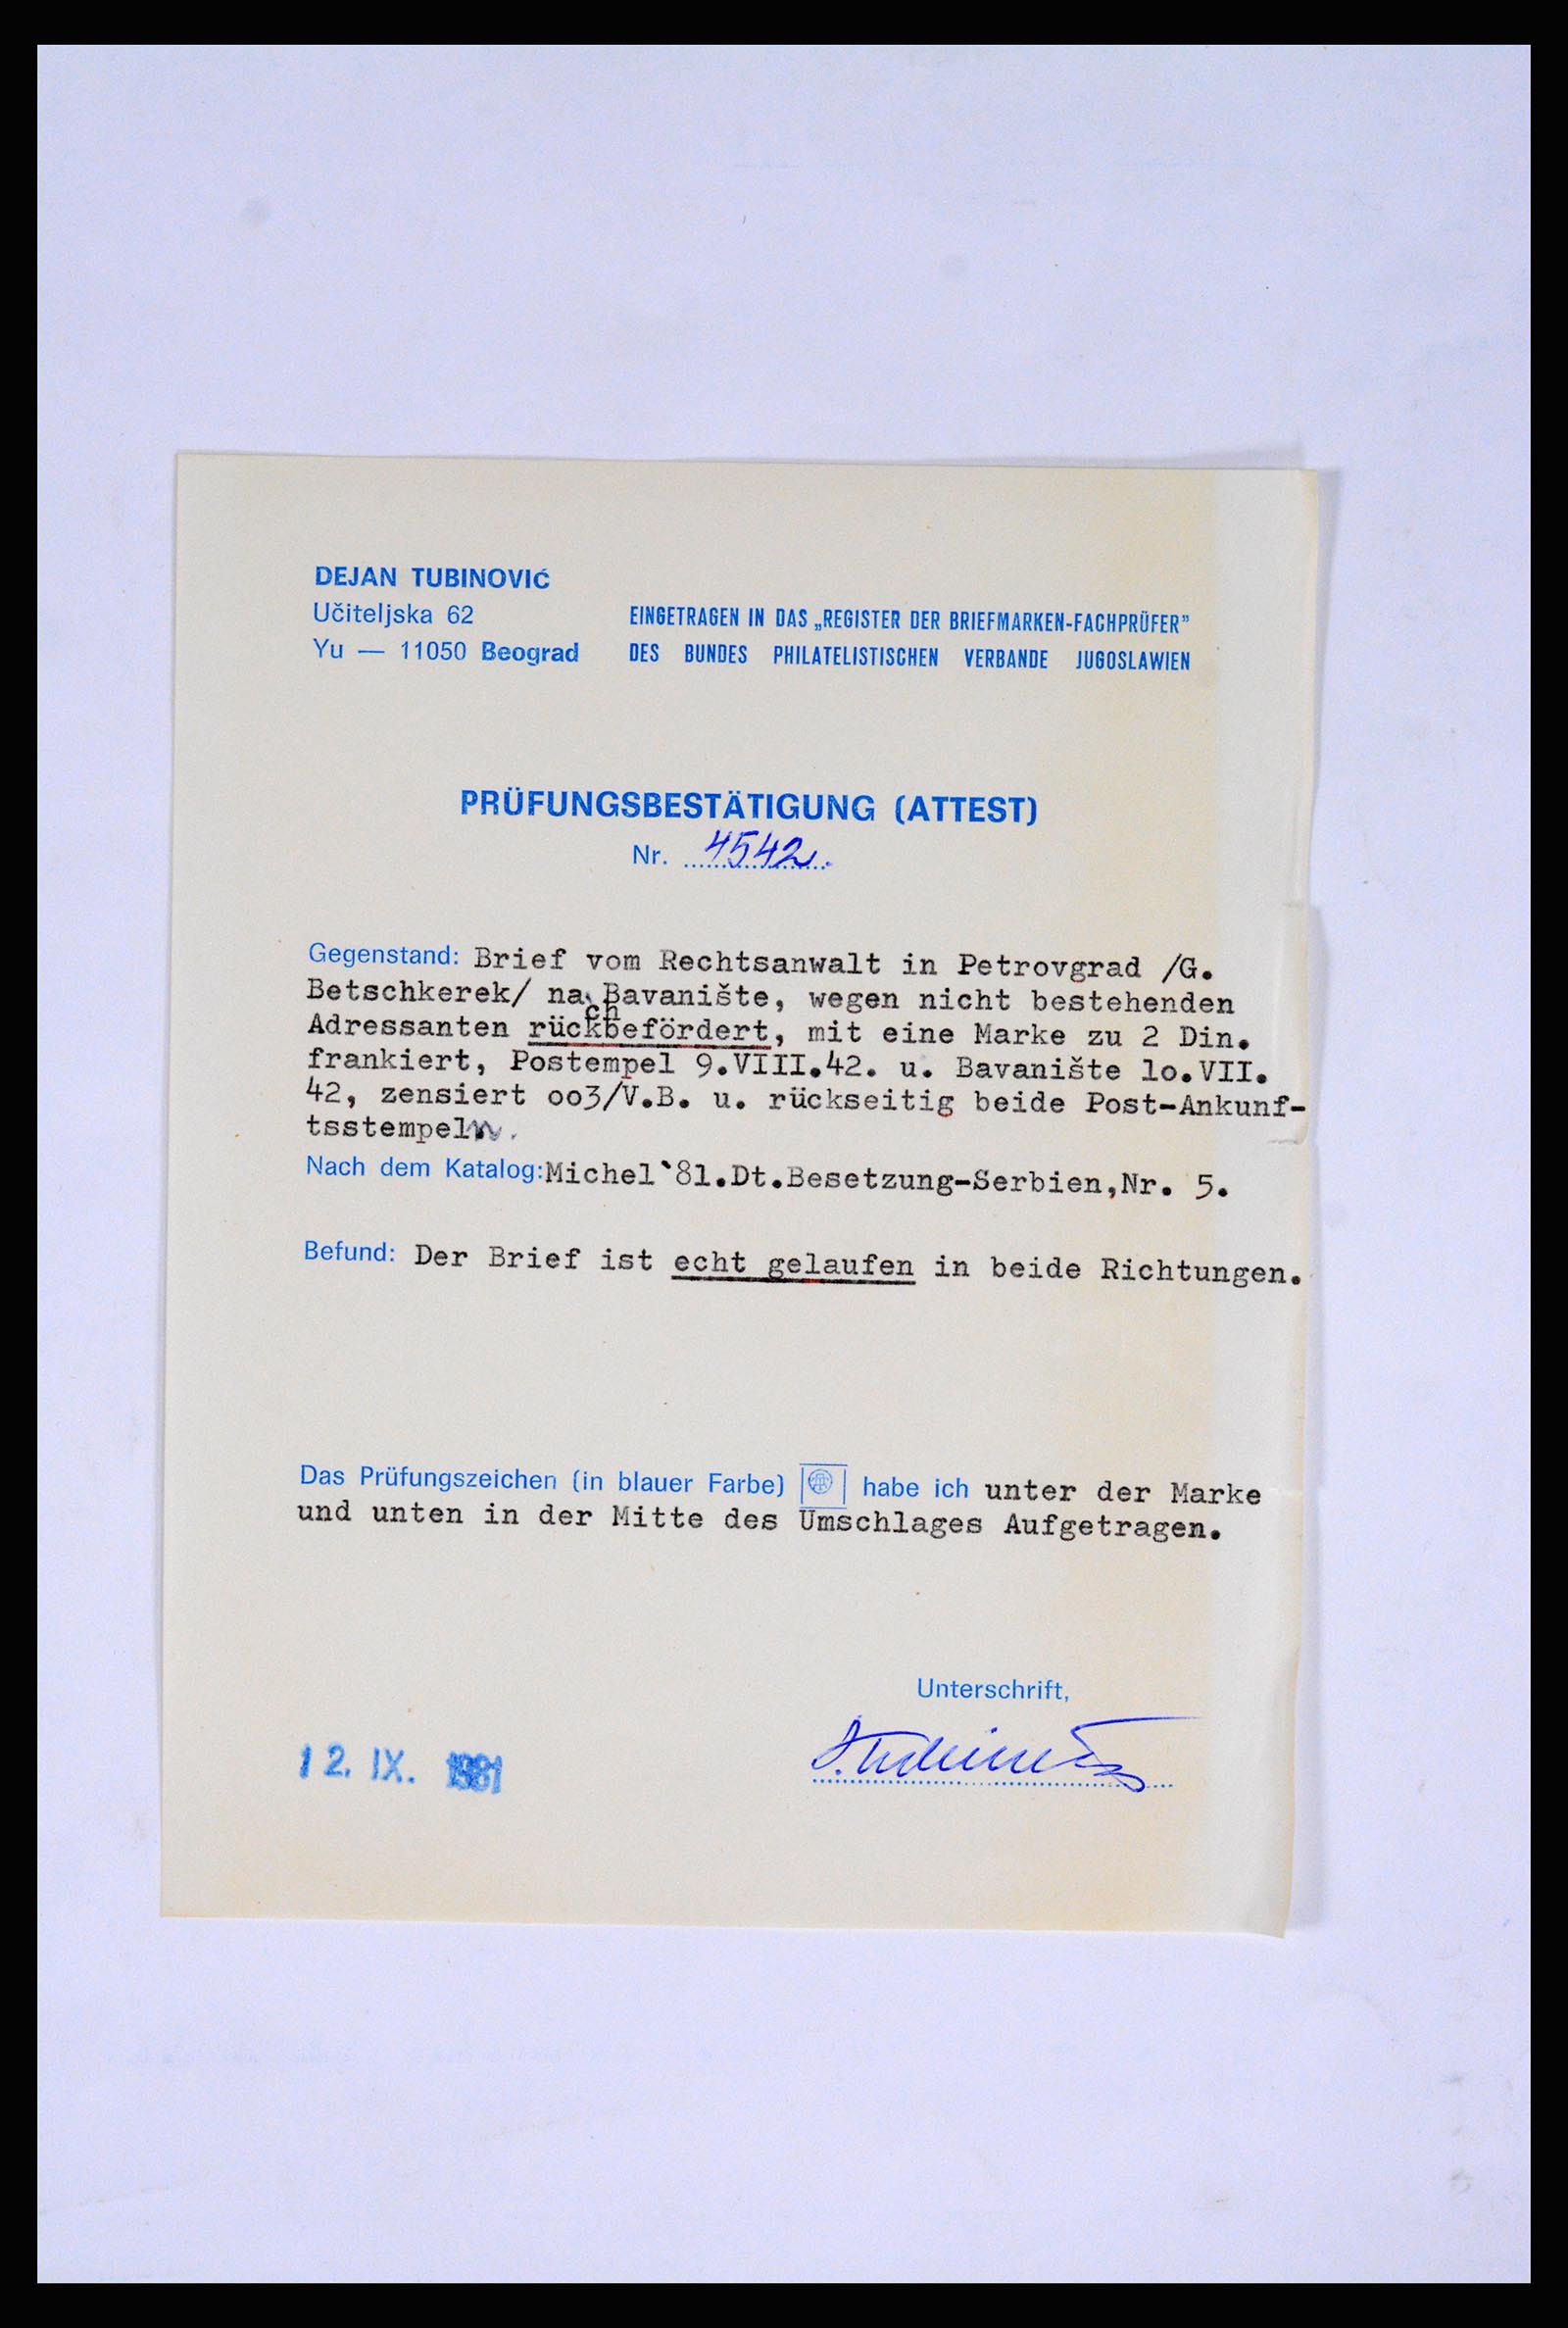 DEJAN TUBINOVIĆ
Učiteljska 62
Yu — 11050 Beograd
EINGETRAGEN IN DAS „REGISTER DER BRIEFMARKEN-FACHPRÜFER”
DES BUNDES PHILATELISTISCHEN VERBANDE JUGOSLAWIEN
PRÜFUNGSBESTÄTIGUNG (ATTEST)
Nr. 4542.
Gegenstand: Brief vom Rechtsanwalt in Petrovgrad /G.
Betschkerek/ nach Bavanište, wegen nicht bestehenden
Adressanten rückbefördert, mit eine Marke zu 2 Din.
frankiert, Postempel 9.VIII.42. u. Bavanište lo.VII.
42, zensiert oo3/V.B. u. rückseitig beide Post-Ankunf-
tsstempeln.
Nach dem Katalog: Michel`81.Dt.Besetzung-Serbien,Nr. 5.
Befund: Der Brief ist echt gelaufen in beide Richtungen.
Das Prüfungszeichen (in blauer Farbe) habe ich unter der Marke
und unten in der Mitte des Umschlages Aufgetragen.
Unterschrift,
12. IX. 1981